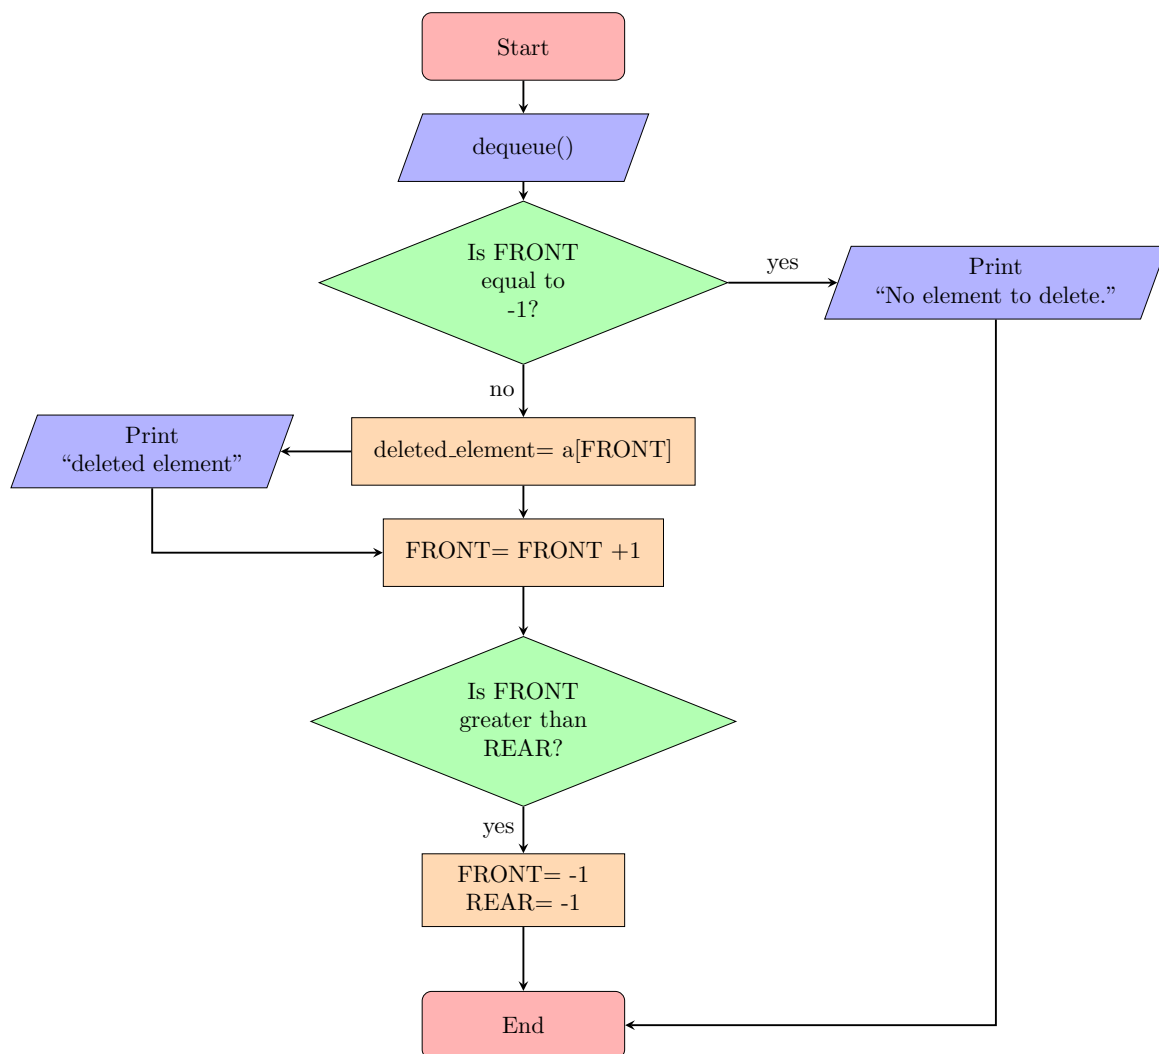 Start
dequeue()
Is FRONT
equal to
-1?
yes
Print
“No element to delete.”
no
deleted_element= a[FRONT]
Print
“deleted element”
FRONT= FRONT +1
Is FRONT
greater than
REAR?
yes
FRONT= -1
REAR= -1
End